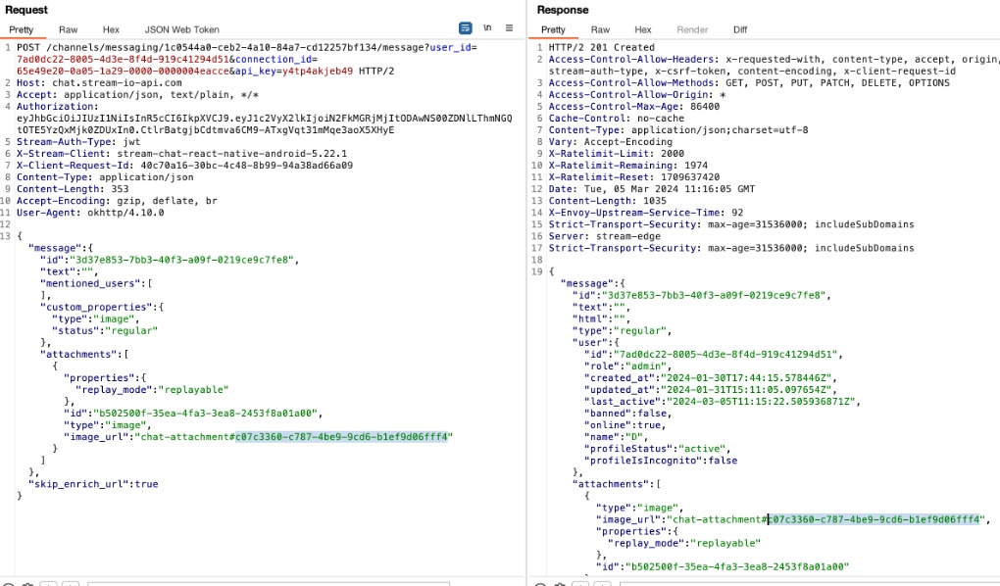 Request
Pretty Raw Hex JSON Web Token \n
1 POST /channels/messaging/1c0544a0-ceb2-4a10-84a7-cd12257bf134/message?user_id=
7ad0dc22-8005-4d3e-8f4d-919c41294d51&connection_id=
65e49e20-0a05-1a29-0000-0000004eacce&api_key=y4tp4akjeb49 HTTP/2
2 Host: chat.stream-io-api.com
3 Accept: application/json, text/plain, */*
4 Authorization:
eyJhbGciOiJIUzI1NiIsInR5cCI6IkpXVCJ9.eyJ1c2VyX2lkIjoiN2FkMGRjMjItODAwNS00ZDNlLThmNGQ
tOTE5YzQxMjk0ZDUxIn0.CtlrBatgjbCdtmva6CM9-ATxgVqt31mMqe3aoX5XHyE
5 Stream-Auth-Type: jwt
6 X-Stream-Client: stream-chat-react-native-android-5.22.1
7 X-Client-Request-Id: 40c70a16-30bc-4c48-8b99-94a38ad66a09
8 Content-Type: application/json
9 Content-Length: 353
10 Accept-Encoding: gzip, deflate, br
11 User-Agent: okhttp/4.10.0
12
13 {
"message":{
"id":"3d37e853-7bb3-40f3-a09f-0219ce9c7fe8",
"text":"",
"mentioned_users":[
],
"custom_properties":{
"type":"image",
"status":"regular"
},
"attachments":[
{
"properties":{
"replay_mode":"replayable"
},
"id":"b502500f-35ea-4fa3-3ea8-2453f8a01a00",
"type":"image",
"image_url":"chat-attachment#c07c3360-c787-4be9-9cd6-b1ef9d06fff4"
}
]
},
"skip_enrich_url":true
}
Response
Pretty Raw Hex Render Diff
1 HTTP/2 201 Created
2 Access-Control-Allow-Headers: x-requested-with, content-type, accept, origin,
stream-auth-type, x-csrf-token, content-encoding, x-client-request-id
3 Access-Control-Allow-Methods: GET, POST, PUT, PATCH, DELETE, OPTIONS
4 Access-Control-Allow-Origin: *
5 Access-Control-Max-Age: 86400
6 Cache-Control: no-cache
7 Content-Type: application/json;charset=utf-8
8 Vary: Accept-Encoding
9 X-Ratelimit-Limit: 2000
10 X-Ratelimit-Remaining: 1974
11 X-Ratelimit-Reset: 1709637420
12 Date: Tue, 05 Mar 2024 11:16:05 GMT
13 Content-Length: 1035
14 X-Envoy-Upstream-Service-Time: 92
15 Strict-Transport-Security: max-age=31536000; includeSubDomains
16 Server: stream-edge
17 Strict-Transport-Security: max-age=31536000; includeSubDomains
18
19 {
"message":{
"id":"3d37e853-7bb3-40f3-a09f-0219ce9c7fe8",
"text":"",
"html":"",
"type":"regular",
"user":{
"id":"7ad0dc22-8005-4d3e-8f4d-919c41294d51",
"role":"admin",
"created_at":"2024-01-30T17:44:15.578446Z",
"updated_at":"2024-01-31T15:11:05.097654Z",
"last_active":"2024-03-05T11:15:22.505936871Z",
"banned":false,
"online":true,
"name":"D",
"profileStatus":"active",
"profileIsIncognito":false
},
"attachments":[
{
"type":"image",
"image_url":"chat-attachment#c07c3360-c787-4be9-9cd6-b1ef9d06fff4",
"properties":{
"replay_mode":"replayable"
},
"id":"b502500f-35ea-4fa3-3ea8-2453f8a01a00"